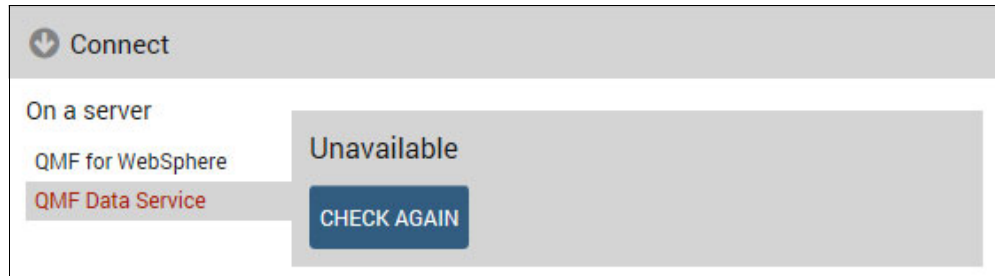 Connect
On a server
QMF for WebSphere
QMF Data Service
Unavailable
CHECK AGAIN